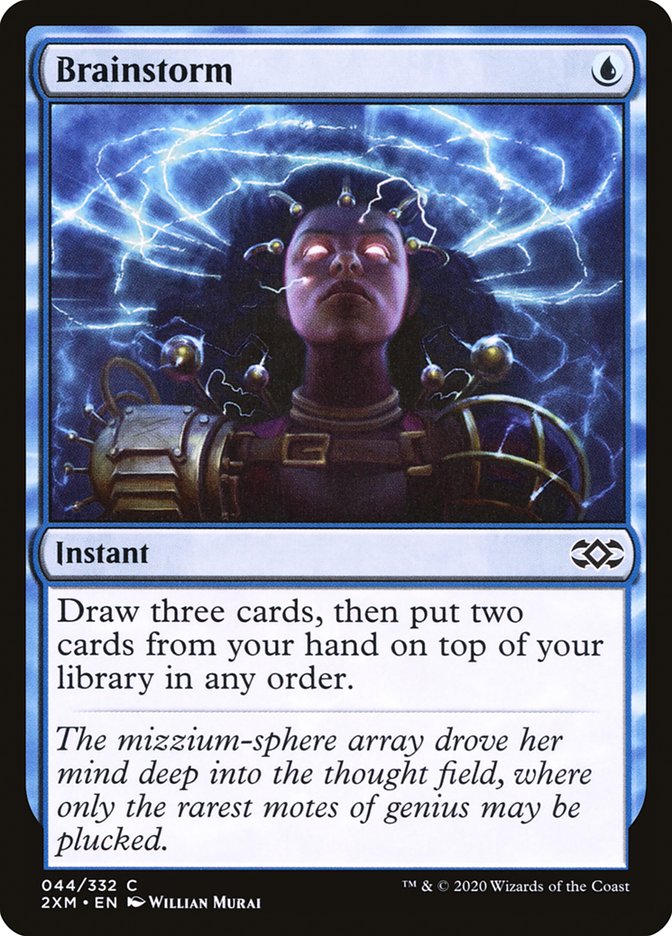 Brainstorm
Instant
Draw three cards, then put two
cards from your hand on top of your
library in any order.
The mizzium-sphere array drove her
mind deep into the thought field, where
only the rarest motes of genius may be
plucked.
044/332 C
™ & © 2020 Wizards of the Coast
2XM • EN Willian Murai